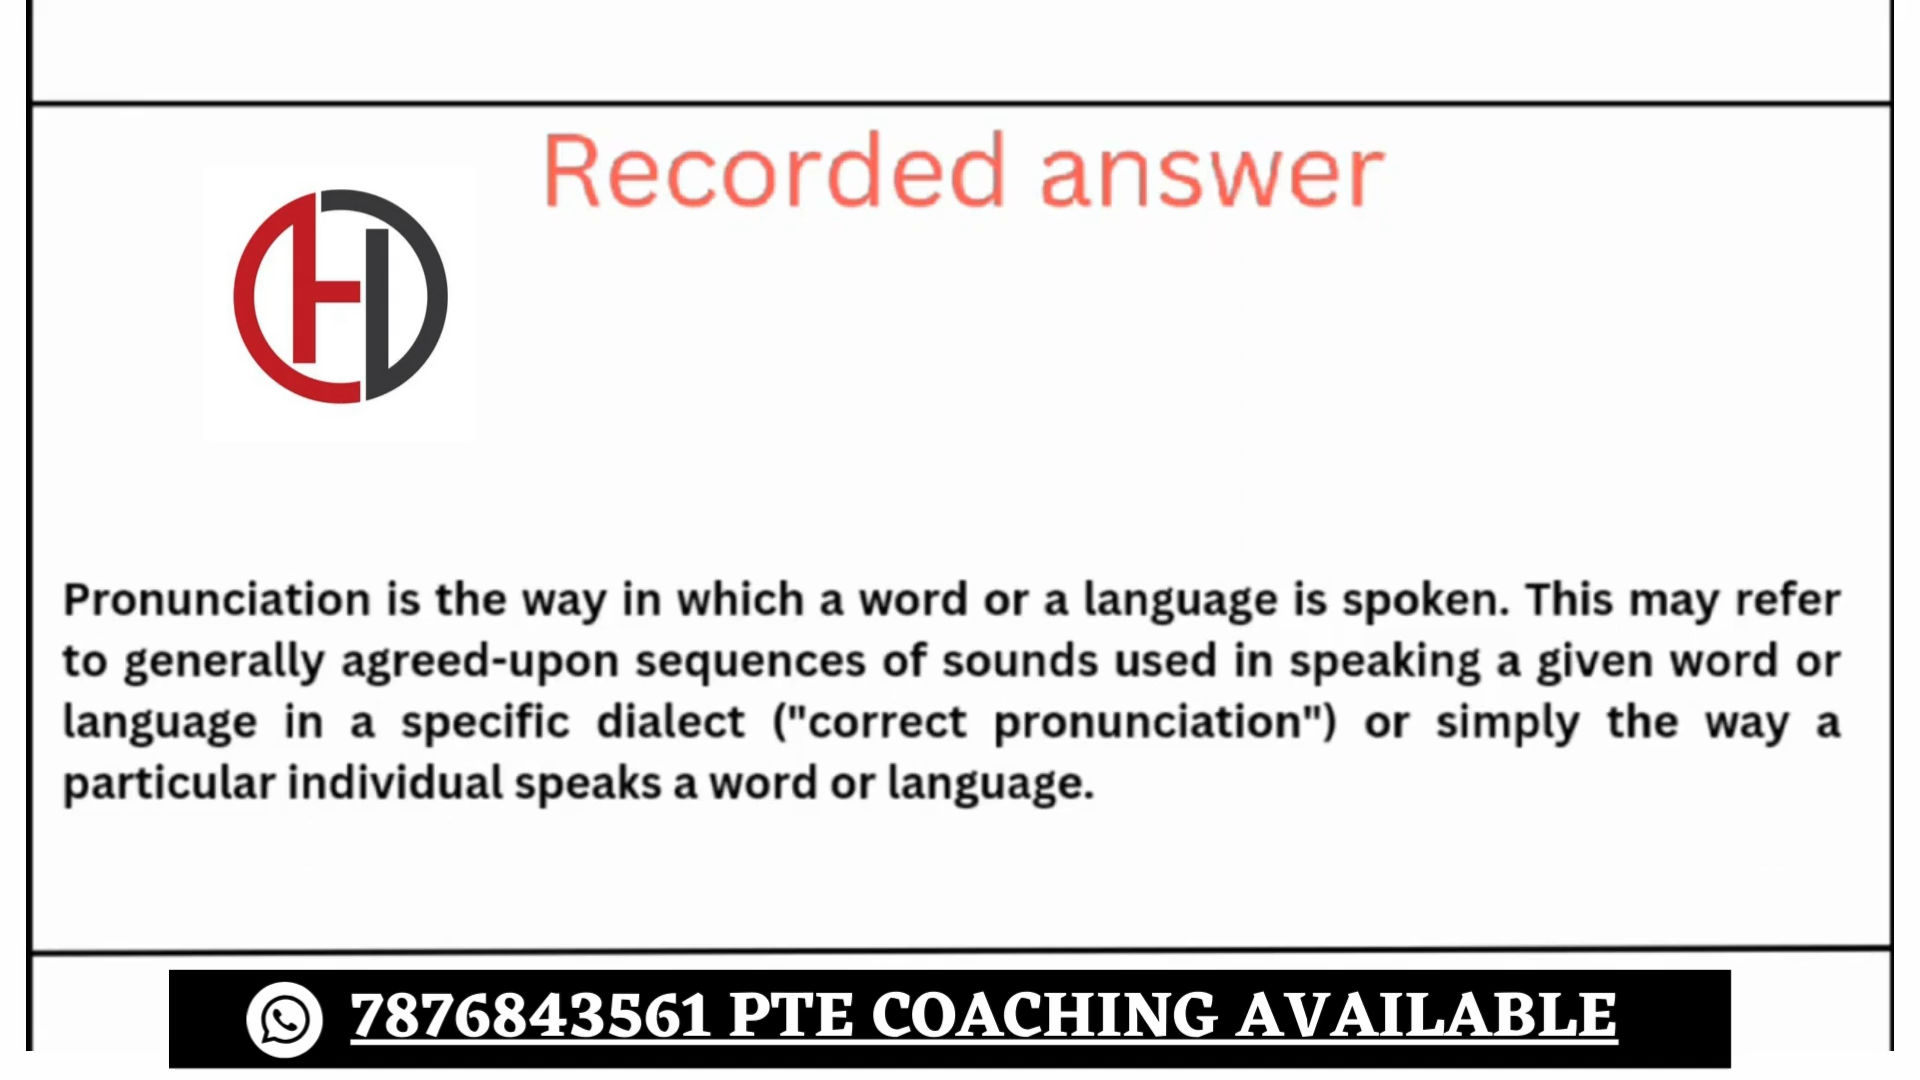 Recorded answer
Pronunciation is the way in which a word or a language is spoken. This may refer
to generally agreed-upon sequences of sounds used in speaking a given word or
language in a specific dialect ("correct pronunciation") or simply the way a
particular individual speaks a word or language.
7876843561 PTE COACHING AVAILABLE